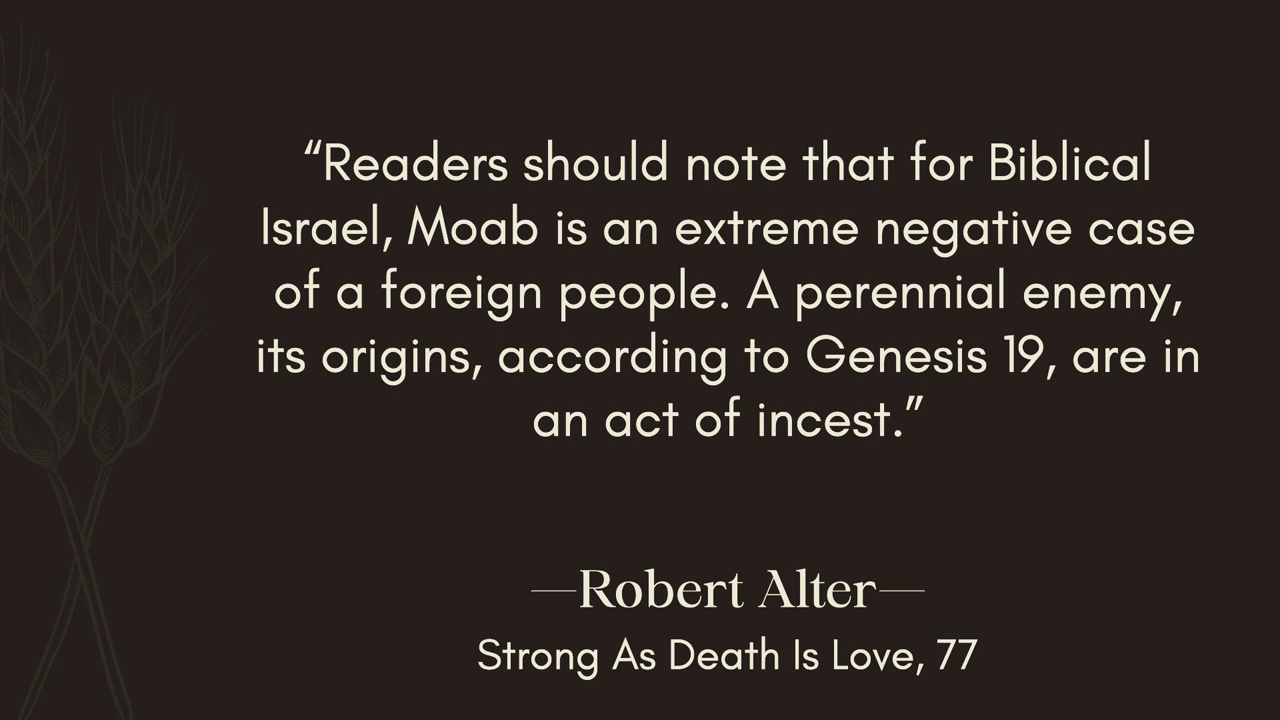 “Readers should note that for Biblical
Israel, Moab is an extreme negative case
of a foreign people. A perennial enemy,
its origins, according to Genesis 19, are in
an act of incest.”
—Robert Alter—
Strong As Death Is Love, 77